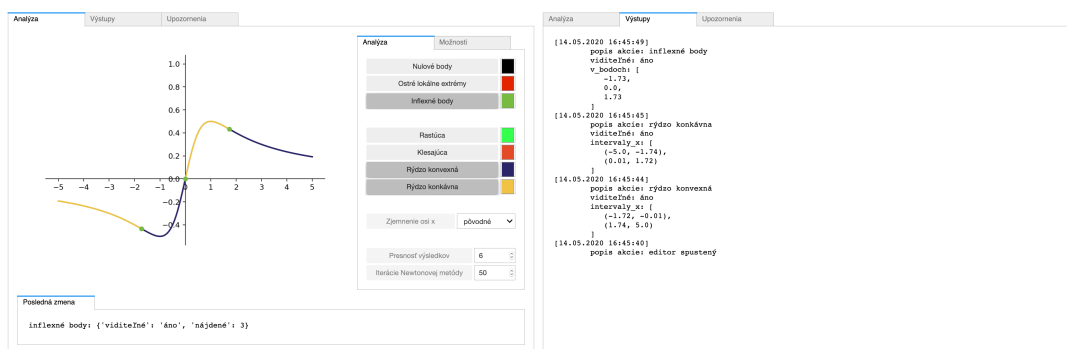 Analýza
Výstupy
Upozornenia
1.0
0.8
0.6
0.4
0.2
0.0
−0.2
−0.4
−5 −4 −3 −2 −1 0 1 2 3 4 5
Analýza
Možnosti
Nulové body
Ostré lokálne extrémy
Inflexné body
Rastúca
Klesajúca
Rýdzo konvexná
Rýdzo konkávna
Zjemnenie osi x pôvodné
Presnosť výsledkov 6
Iterácie Newtonovej metódy 50
Posledná zmena
inflexné body: {'viditeľné': 'áno', 'nájdené': 3}
Analýza
Výstupy
Upozornenia
[14.05.2020 16:45:49]
popis akcie: inflexné body
viditeľné: áno
v_bodoch: [
-1.73,
0.0,
1.73
]
[14.05.2020 16:45:45]
popis akcie: rýdzo konkávna
viditeľné: áno
intervaly_x: [
(-5.0, -1.74),
(0.01, 1.72)
]
[14.05.2020 16:45:44]
popis akcie: rýdzo konvexná
viditeľné: áno
intervaly_x: [
(-1.72, -0.01),
(1.74, 5.0)
]
[14.05.2020 16:45:40]
popis akcie: editor spustený